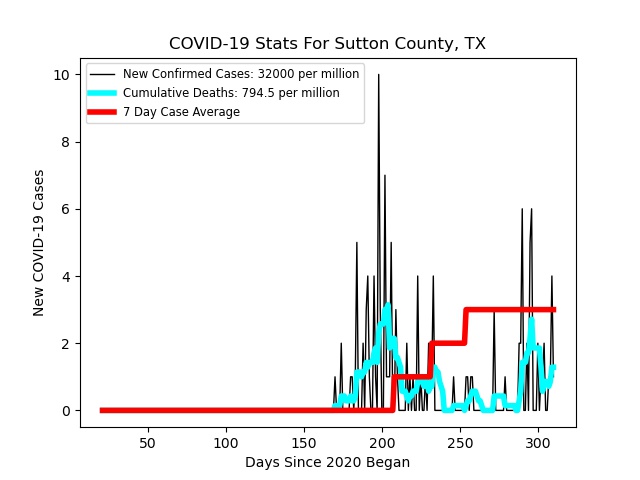 COVID-19 Stats For Sutton County, TX
New Confirmed Cases: 32000 per million
Cumulative Deaths: 794.5 per million
7 Day Case Average
New COVID-19 Cases
10
8
6
4
2
0
50 100 150 200 250 300
Days Since 2020 Began